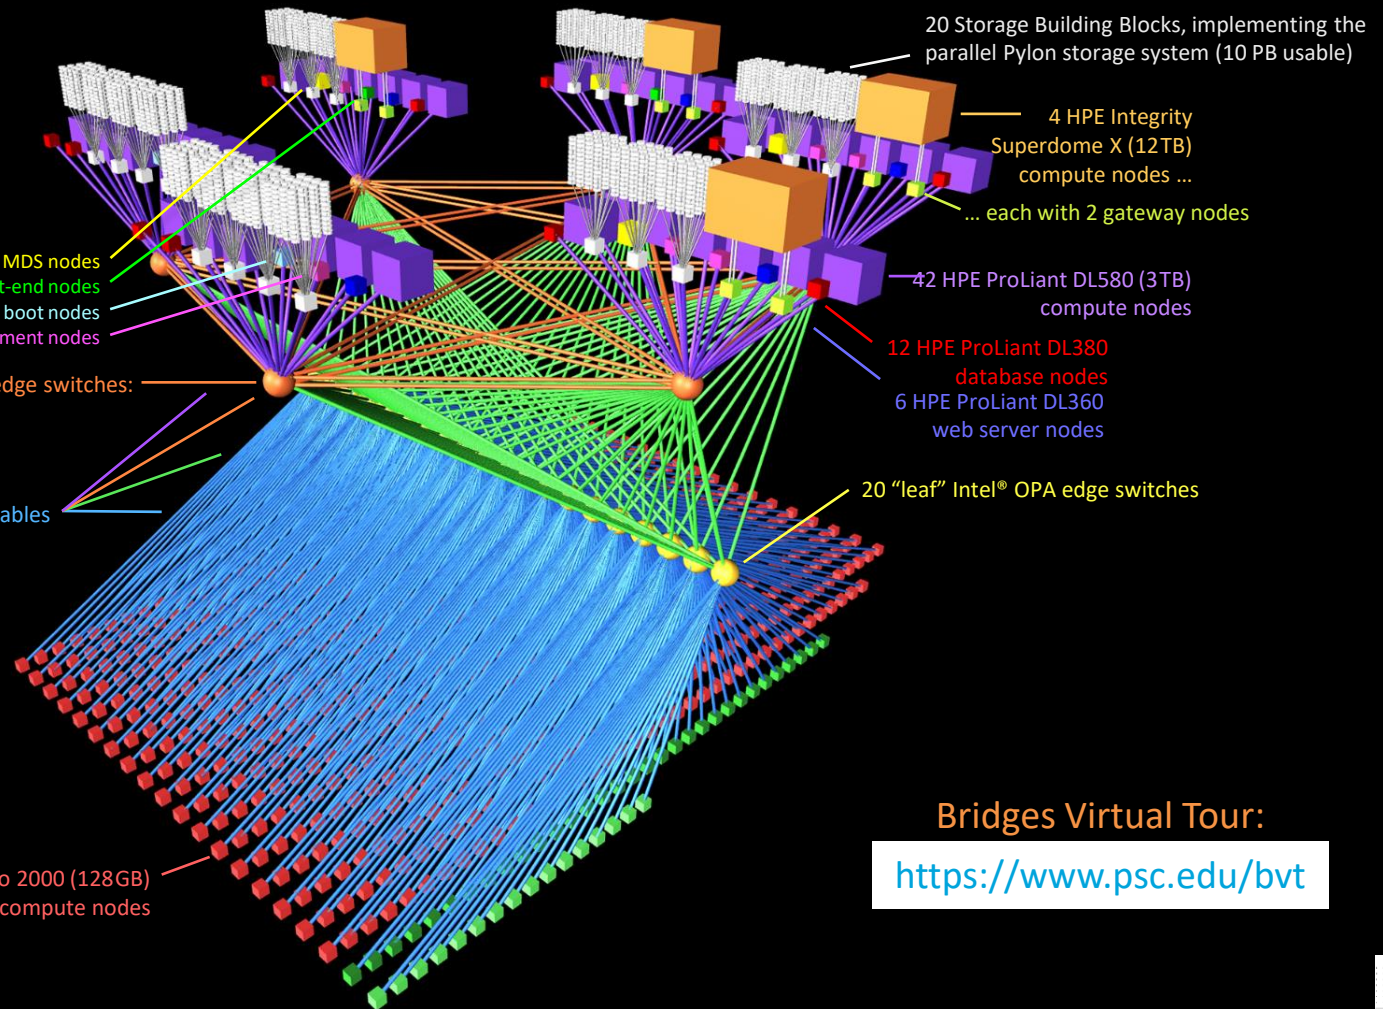 20 Storage Building Blocks, implementing the
parallel Pylon storage system (10 PB usable)
4 HPE Integrity
Superdome X (12TB)
compute nodes …
… each with 2 gateway nodes
42 HPE ProLiant DL580 (3TB)
compute nodes
12 HPE ProLiant DL380
database nodes
6 HPE ProLiant DL360
web server nodes
20 “leaf” Intel® OPA edge switches
MDS nodes
t-end nodes
boot nodes
ment nodes
edge switches:
ables
o 2000 (128GB)
compute nodes
Bridges Virtual Tour:
https://www.psc.edu/bvt